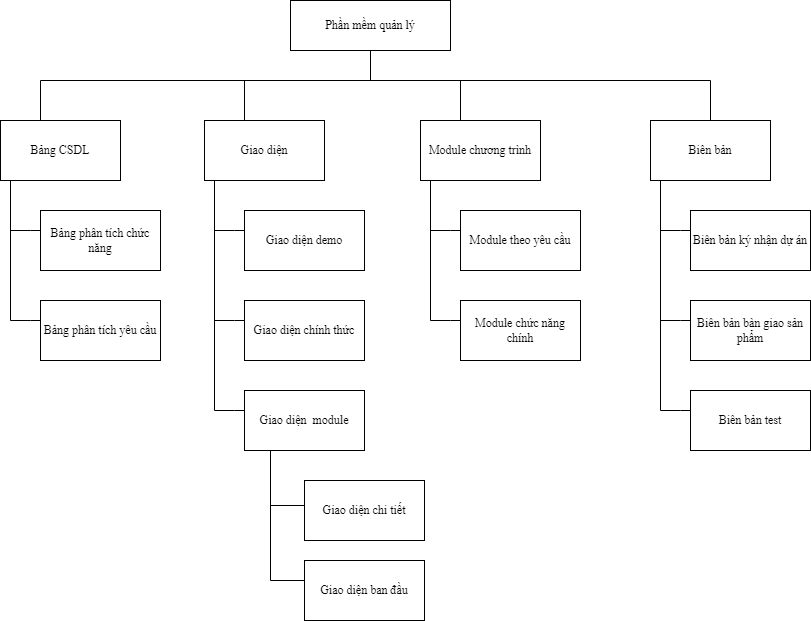 Phần mềm quản lý
Bảng CSDL
Giao diện
Module chương trình
Biên bản
Bảng phân tích chức
năng
Giao diện demo
Module theo yêu cầu
Biên bản ký nhận dự án
Bảng phân tích yêu cầu
Giao diện chính thức
Module chức năng
chính
Biên bản bàn giao sản
phẩm
Giao diện  module
Biên bản test
Giao diện chi tiết
Giao diện ban đầu